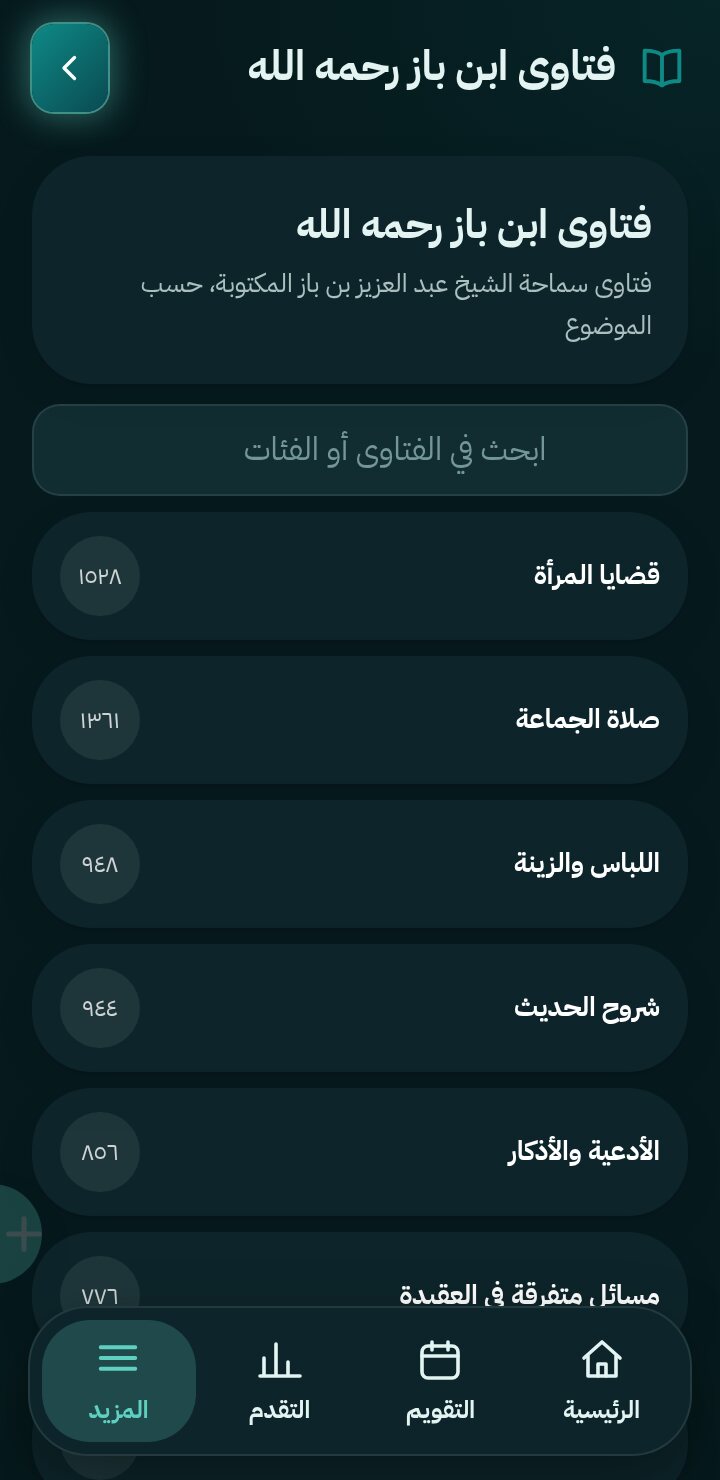 فتاوى ابن باز رحمه الله
فتاوى ابن باز رحمه الله
فتاوى سماحة الشيخ عبد العزيز بن باز المكتوبة، حسب
الموضوع
ابحث في الفتاوى أو الفئات
قضايا المرأة
١٥٢٨
صلاة الجماعة
١٣٦١
اللباس والزينة
٩٤٨
شروح الحديث
٩٤٤
الأدعية والأذكار
٨٥٦
مسائل متفرقة في العقيدة
٧٧٦
الرئيسية
التقويم
التقدم
المزيد